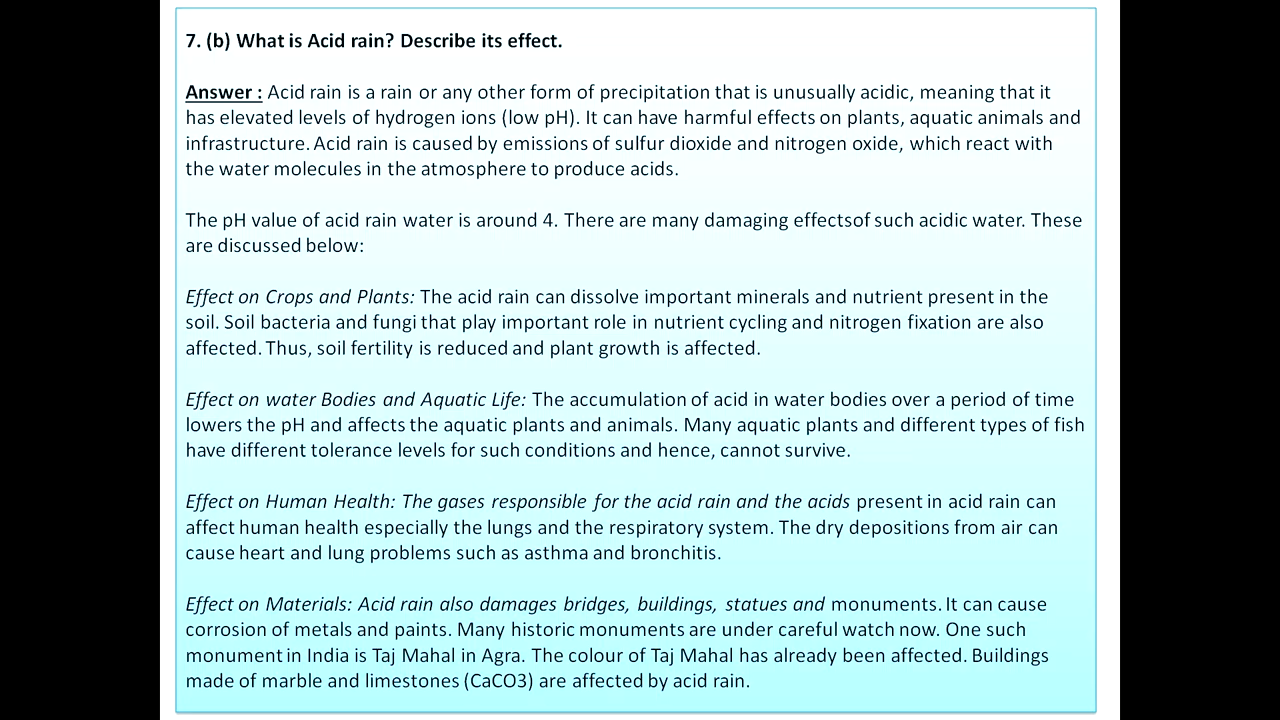 7. (b) What is Acid rain? Describe its effect.
Answer : Acid rain is a rain or any other form of precipitation that is unusually acidic, meaning that it
has elevated levels of hydrogen ions (low pH). It can have harmful effects on plants, aquatic animals and
infrastructure. Acid rain is caused by emissions of sulfur dioxide and nitrogen oxide, which react with
the water molecules in the atmosphere to produce acids.
The pH value of acid rain water is around 4. There are many damaging effectsof such acidic water. These
are discussed below:
Effect on Crops and Plants: The acid rain can dissolve important minerals and nutrient present in the
soil. Soil bacteria and fungi that play important role in nutrient cycling and nitrogen fixation are also
affected. Thus, soil fertility is reduced and plant growth is affected.
Effect on water Bodies and Aquatic Life: The accumulation of acid in water bodies over a period of time
lowers the pH and affects the aquatic plants and animals. Many aquatic plants and different types of fish
have different tolerance levels for such conditions and hence, cannot survive.
Effect on Human Health: The gases responsible for the acid rain and the acids present in acid rain can
affect human health especially the lungs and the respiratory system. The dry depositions from air can
cause heart and lung problems such as asthma and bronchitis.
Effect on Materials: Acid rain also damages bridges, buildings, statues and monuments. It can cause
corrosion of metals and paints. Many historic monuments are under careful watch now. One such
monument in India is Taj Mahal in Agra. The colour of Taj Mahal has already been affected. Buildings
made of marble and limestones (CaCO3) are affected by acid rain.